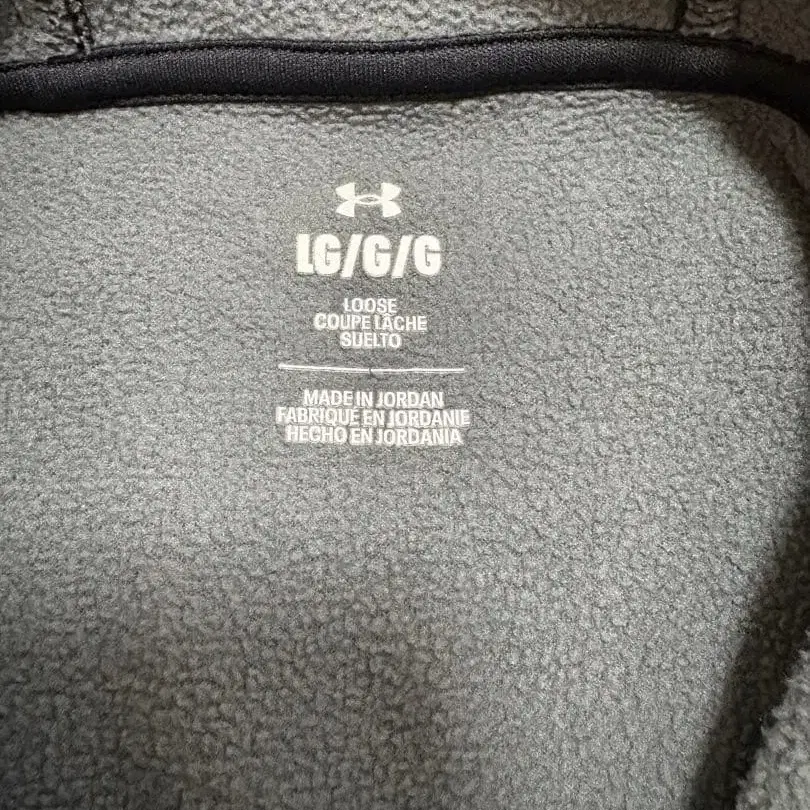 LG/G/G
LOOSE
COUPE LÂCHE
SUELTO
MADE IN JORDAN
FABRIQUÉ EN JORDANIE
HECHO EN JORDANIA